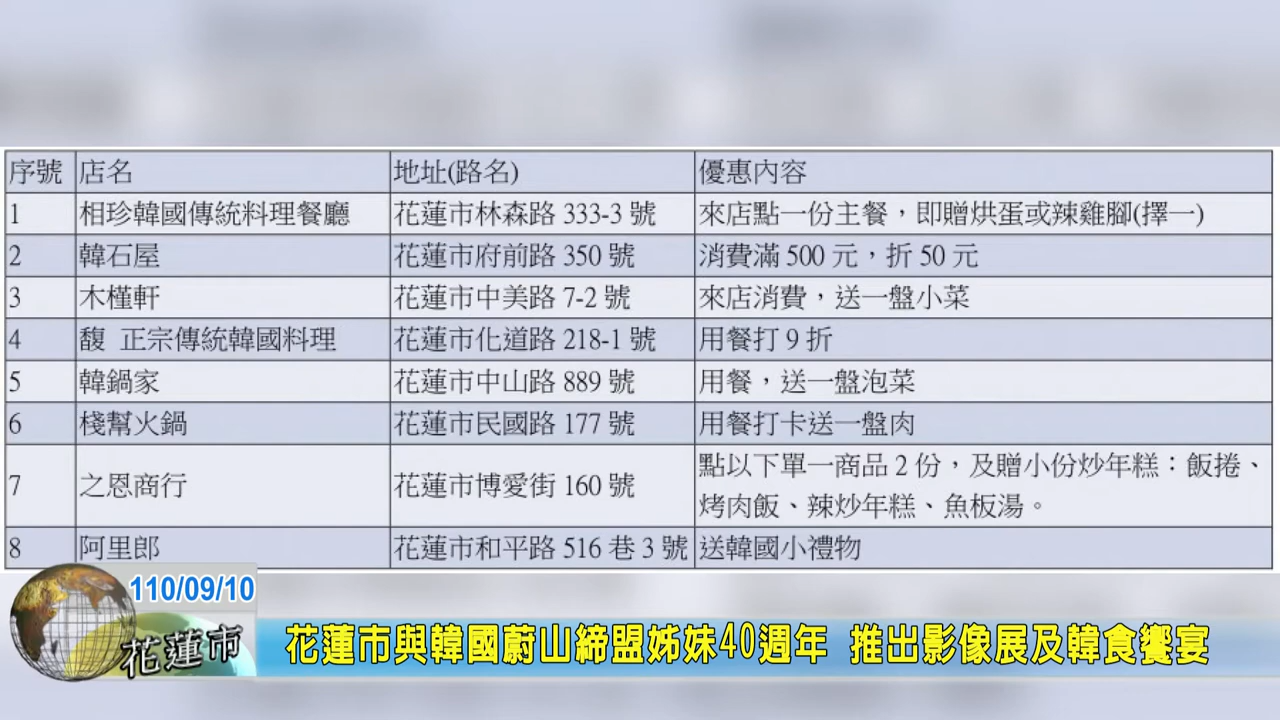 序號 店名 地址(路名) 優惠內容
1 相珍韓國傳統料理餐廳 花蓮市林森路 333-3 號 來店點一份主餐，即贈烘蛋或辣雞腳(擇一)
2 韓石屋 花蓮市府前路 350 號 消費滿 500 元，折 50 元
3 木槿軒 花蓮市中美路 7-2 號 來店消費，送一盤小菜
4 馥 正宗傳統韓國料理 花蓮市化道路 218-1 號 用餐打 9 折
5 韓鍋家 花蓮市中山路 889 號 用餐，送一盤泡菜
6 棧幫火鍋 花蓮市民國路 177 號 用餐打卡送一盤肉
7 之恩商行 花蓮市博愛街 160 號 點以下單一商品 2 份，及贈小份炒年糕：飯捲、
烤肉飯、辣炒年糕、魚板湯。
8 阿里郎 花蓮市和平路 516 巷 3 號 送韓國小禮物
110/09/10
花蓮市
花蓮市與韓國蔚山締盟姊妹40週年 推出影像展及韓食饗宴